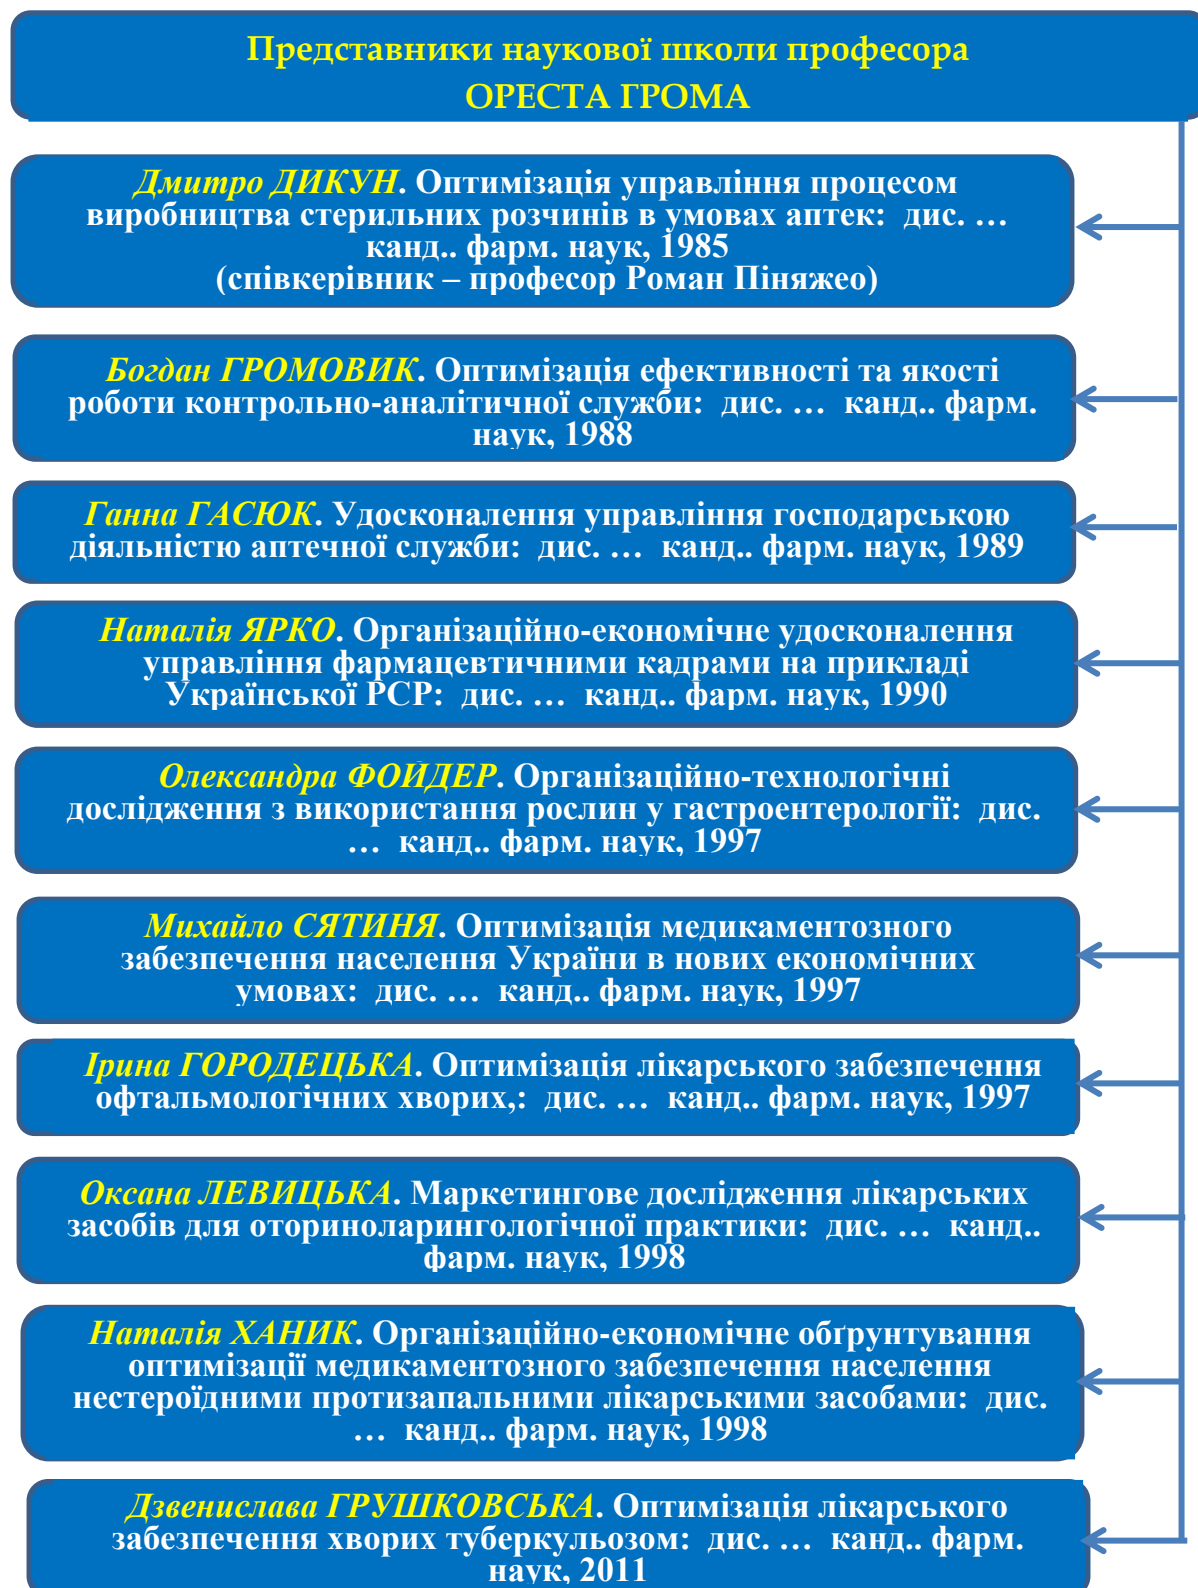 Представники наукової школи професора
ОРЕСТА ГРОМА
Дмитро ДИКУН. Оптимізація управління процесом
виробництва стерильних розчинів в умовах аптек: дис. …
канд.. фарм. наук, 1985
(співкерівник – професор Роман Піняжео)
Богдан ГРОМОВИК. Оптимізація ефективності та якості
роботи контрольно-аналітичної служби: дис. … канд.. фарм.
наук, 1988
Ганна ГАСЮК. Удосконалення управління господарською
діяльністю аптечної служби: дис. … канд.. фарм. наук, 1989
Наталія ЯРКО. Організаційно-економічне удосконалення
управління фармацевтичними кадрами на прикладі
Української РСР: дис. … канд.. фарм. наук, 1990
Олександра ФОЙДЕР. Організаційно-технологічні
дослідження з використання рослин у гастроентерології: дис.
… канд.. фарм. наук, 1997
Михайло СЯТИНЯ. Оптимізація медикаментозного
забезпечення населення України в нових економічних
умовах: дис. … канд.. фарм. наук, 1997
Ірина ГОРОДЕЦЬКА. Оптимізація лікарського забезпечення
офтальмологічних хворих,: дис. … канд.. фарм. наук, 1997
Оксана ЛЕВИЦЬКА. Маркетингове дослідження лікарських
засобів для оториноларингологічної практики: дис. … канд..
фарм. наук, 1998
Наталія ХАНИК. Організаційно-економічне обґрунтування
оптимізації медикаментозного забезпечення населення
нестероїдними протизапальними лікарськими засобами: дис.
… канд.. фарм. наук, 1998
Дзвенислава ГРУШКОВСЬКА. Оптимізація лікарського
забезпечення хворих туберкульозом: дис. … канд.. фарм.
наук, 2011